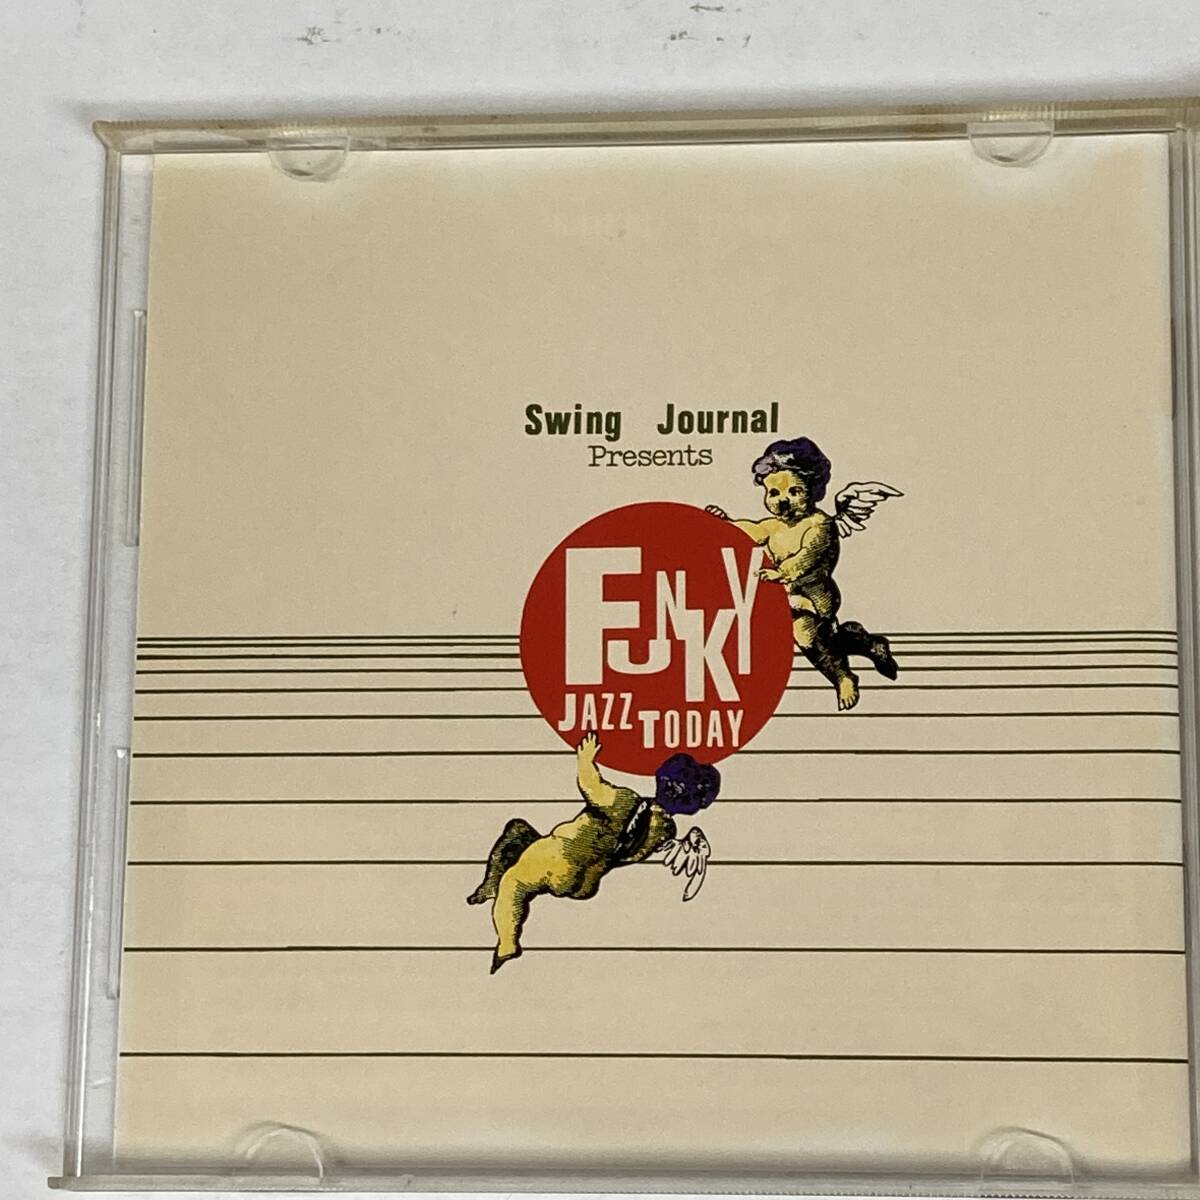 Swing Journal
Presents
FUNKY
JAZZ TODAY